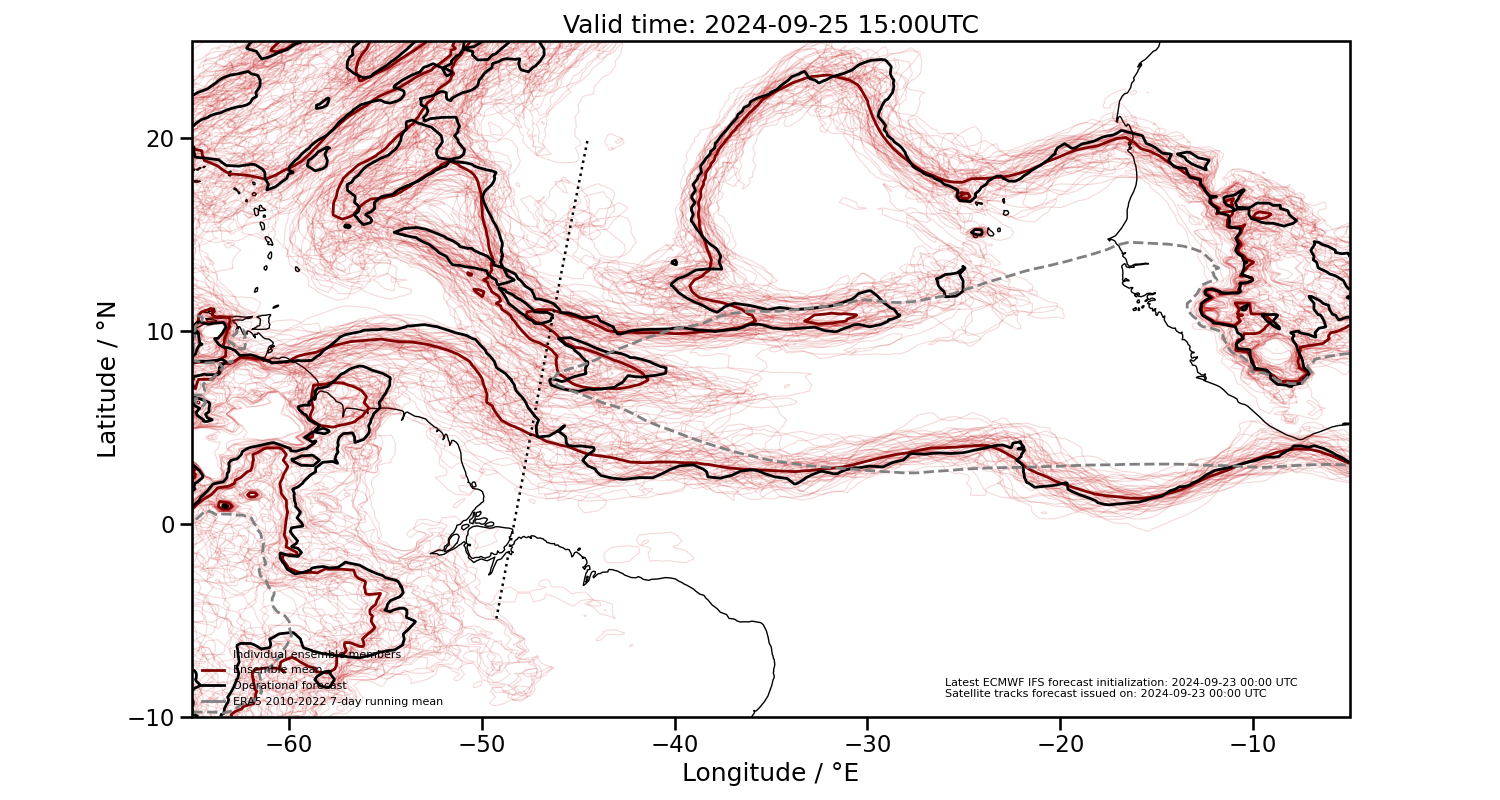 Valid time: 2024-09-25 15:00UTC
Latitude / °N
20
10
0
−10
Individual ensemble members
Ensemble mean
Operational forecast
ERA5 2010-2022 7-day running mean
Latest ECMWF IFS forecast initialization: 2024-09-23 00:00 UTC
Satellite tracks forecast issued on: 2024-09-23 00:00 UTC
−60
−50
−40
−30
−20
−10
Longitude / °E